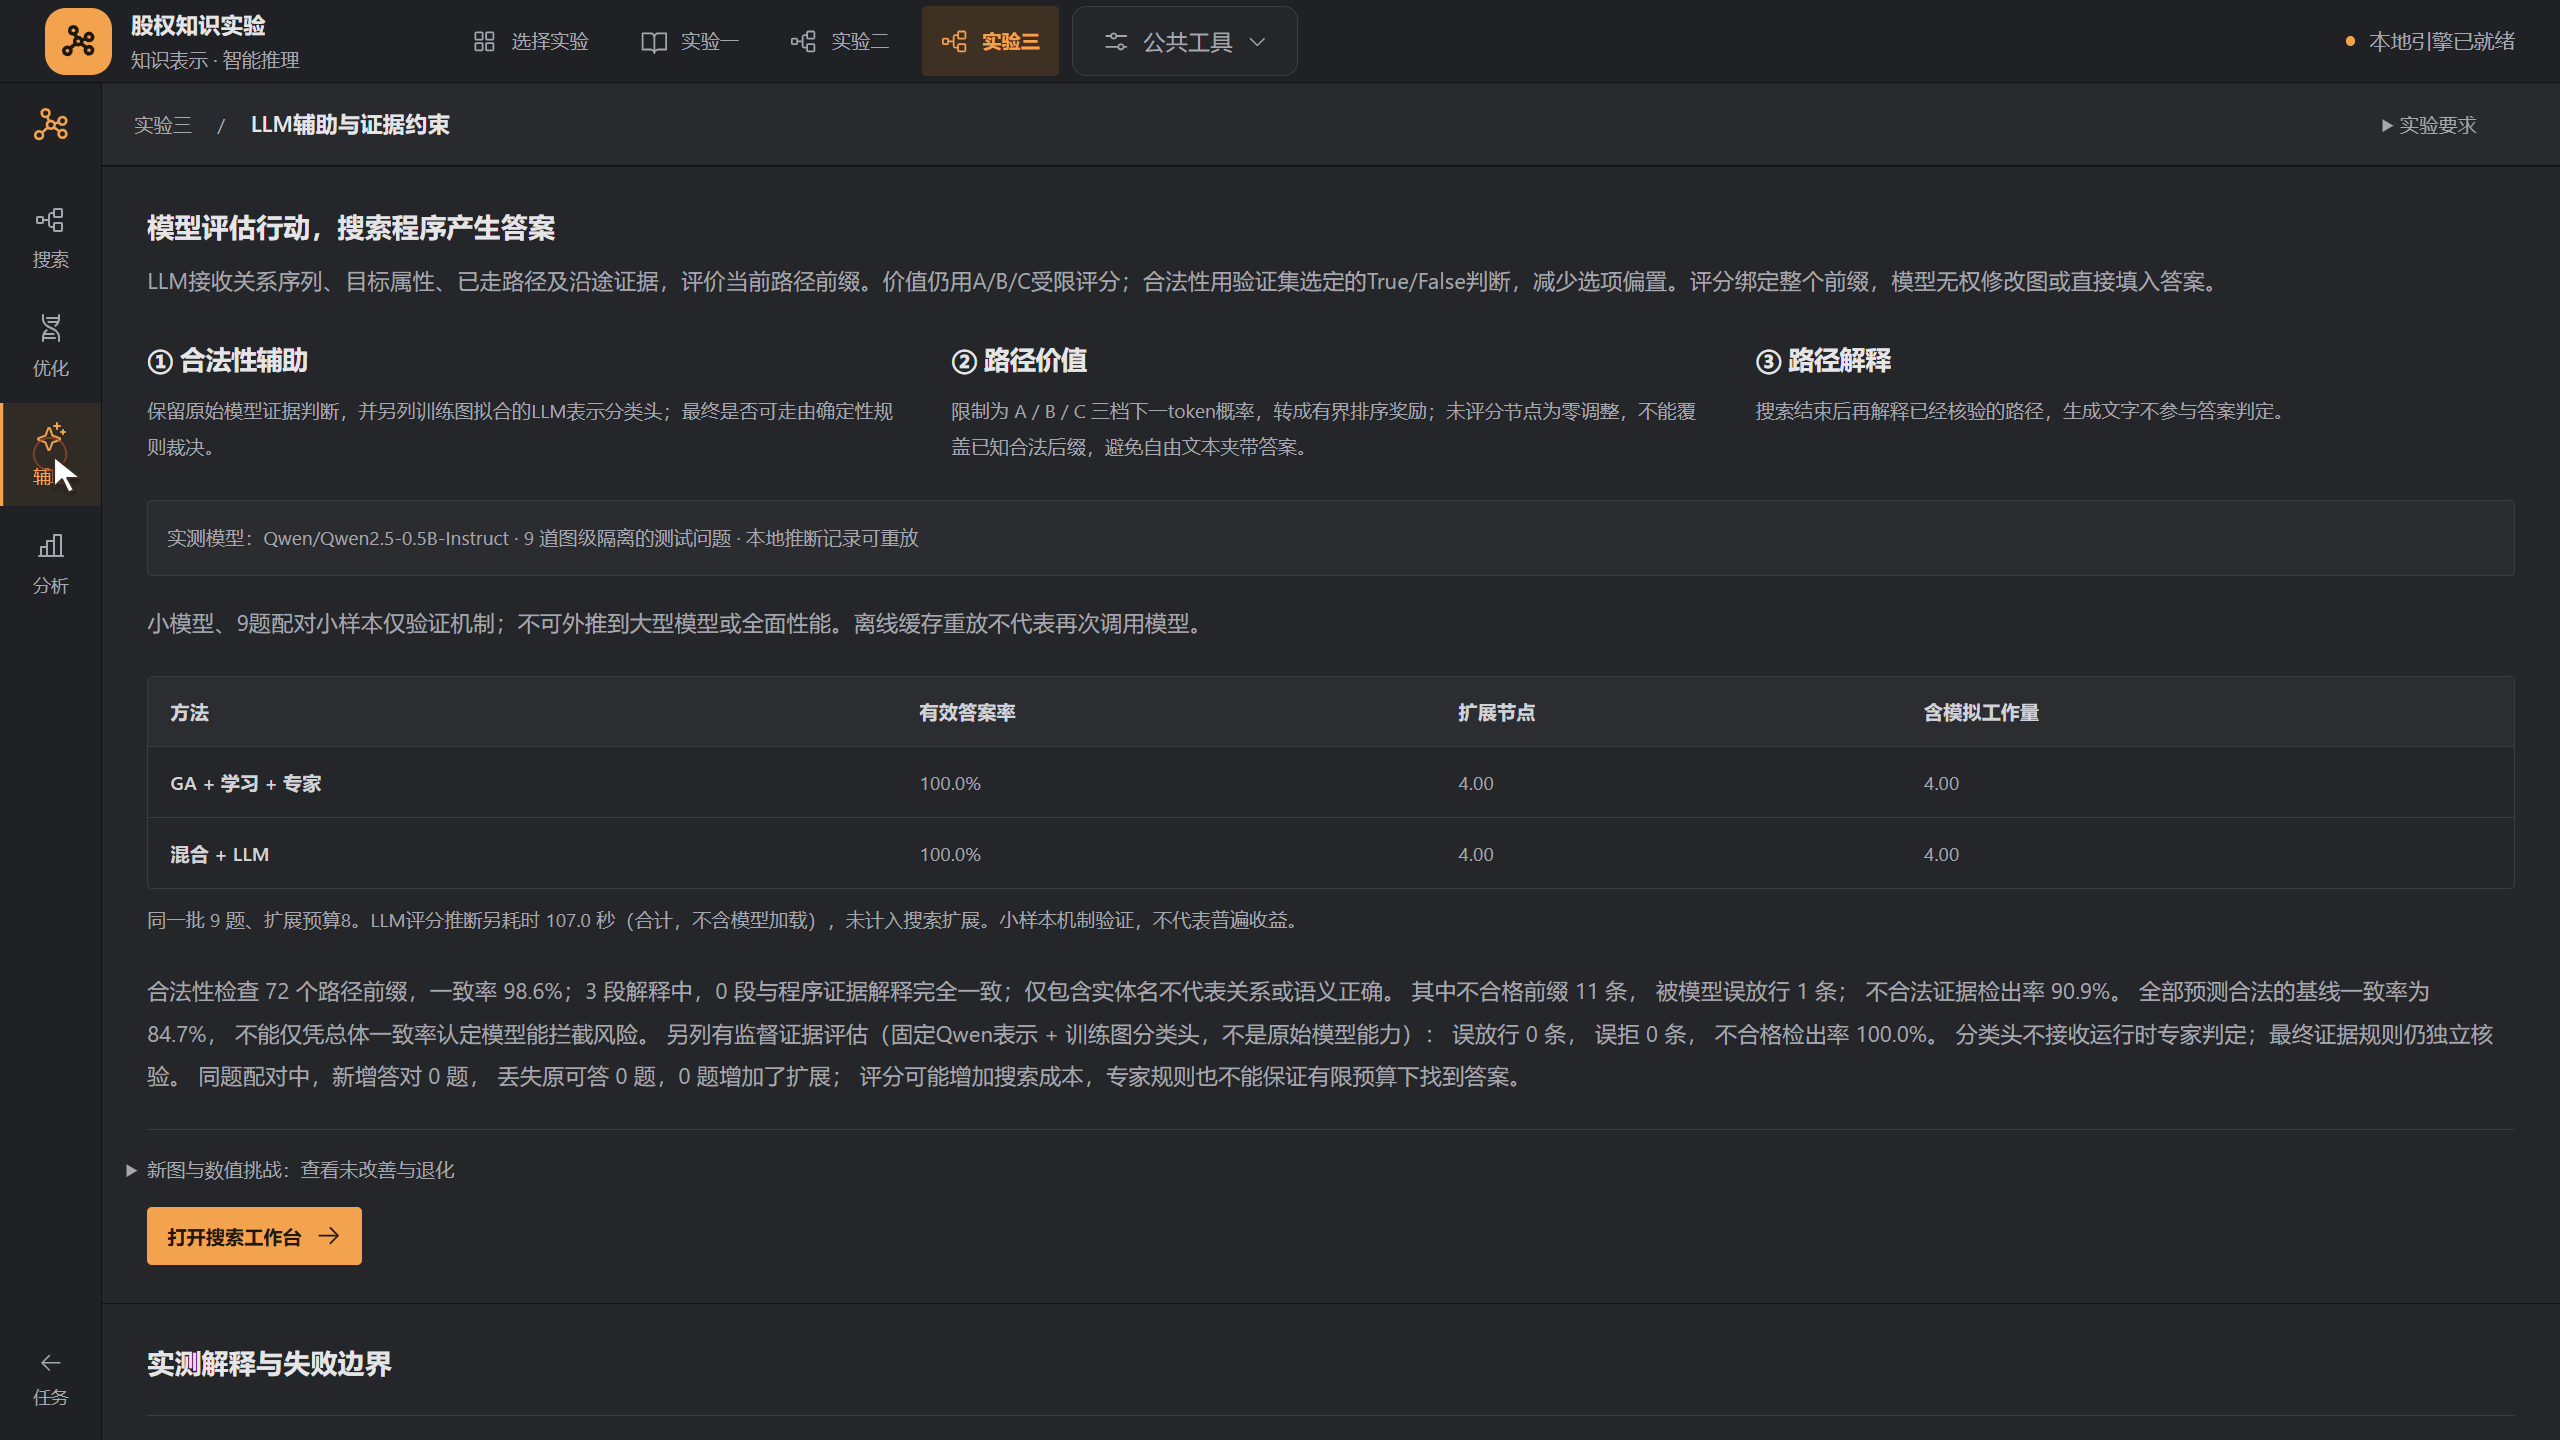 股权知识实验
知识表示 · 智能推理
选择实验
实验一
实验二
实验三
公共工具
本地引擎已就绪
实验三 / LLM辅助与证据约束
▶ 实验要求
搜索
优化
分析
任务
模型评估行动，搜索程序产生答案
LLM接收关系序列、目标属性、已走路径及沿途证据，评价当前路径前缀。价值仍用A/B/C受限评分；合法性用验证集选定的True/False判断，减少选项偏置。评分绑定整个前缀，模型无权修改图或直接填入答案。
① 合法性辅助
保留原始模型证据判断，并另列训练图拟合的LLM表示分类头；最终是否可走由确定性规
则裁决。
② 路径价值
限制为 A / B / C 三档下一token概率，转成有界排序奖励；未评分节点为零调整，不能覆
盖已知合法后缀，避免自由文本夹带答案。
③ 路径解释
搜索结束后再解释已经核验的路径，生成文字不参与答案判定。
实测模型：Qwen/Qwen2.5-0.5B-Instruct · 9 道图级隔离的测试问题 · 本地推断记录可重放
小模型、9题配对小样本仅验证机制；不可外推到大型模型或全面性能。离线缓存重放不代表再次调用模型。
方法 有效答案率 扩展节点 含模拟工作量
GA + 学习 + 专家 100.0% 4.00 4.00
混合 + LLM 100.0% 4.00 4.00
同一批 9 题、扩展预算8。LLM评分推断另耗时 107.0 秒（合计，不含模型加载），未计入搜索扩展。小样本机制验证，不代表普遍收益。
合法性检查 72 个路径前缀，一致率 98.6%；3 段解释中，0 段与程序证据解释完全一致；仅包含实体名不代表关系或语义正确。 其中不合格前缀 11 条， 被模型误放行 1 条； 不合法证据检出率 90.9%。 全部预测合法的基线一致率为
84.7%， 不能仅凭总体一致率认定模型能拦截风险。 另列有监督证据评估（固定Qwen表示 + 训练图分类头，不是原始模型能力）： 误放行 0 条， 误拒 0 条， 不合格检出率 100.0%。 分类头不接收运行时专家判定；最终证据规则仍独立核
验。 同题配对中，新增答对 0 题， 丢失原可答 0 题，0 题增加了扩展； 评分可能增加搜索成本，专家规则也不能保证有限预算下找到答案。
▶ 新图与数值挑战：查看未改善与退化
打开搜索工作台 →
实测解释与失败边界